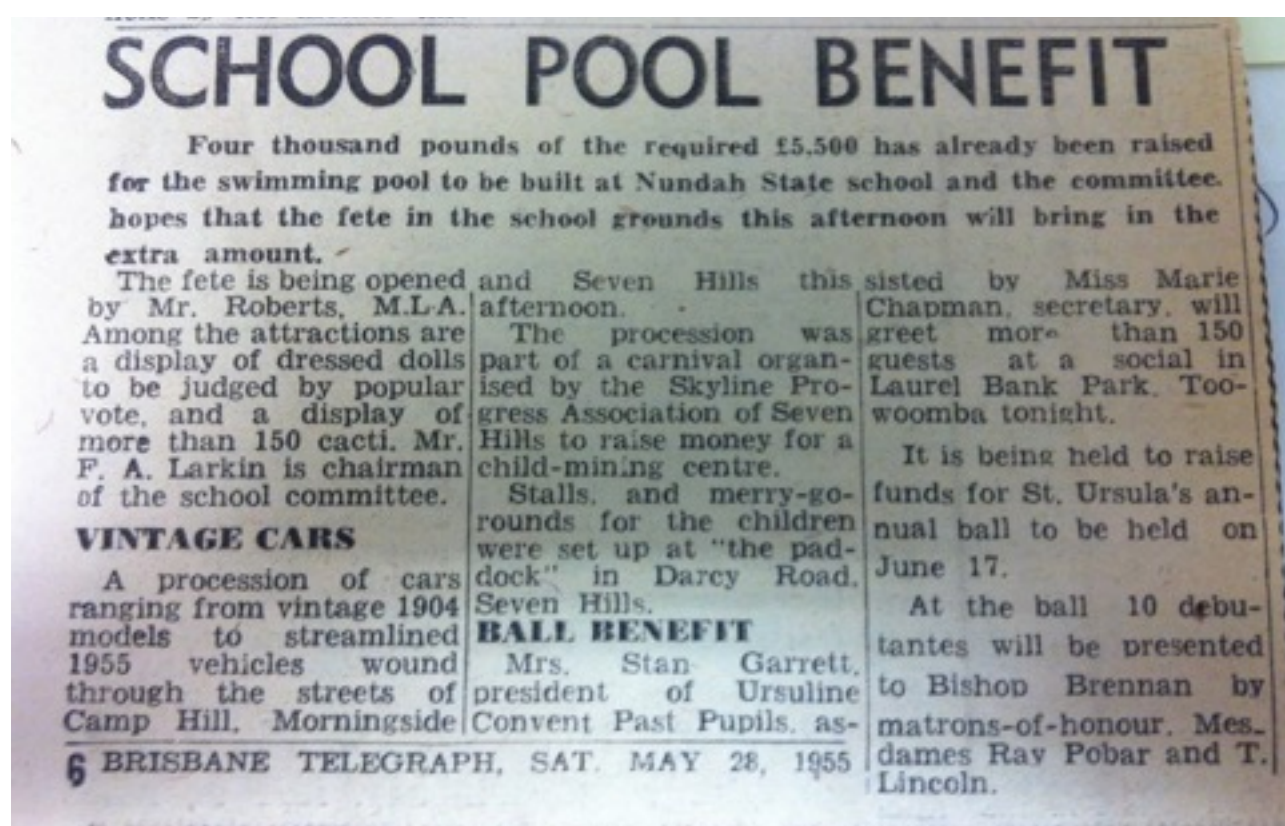 SCHOOL POOL BENEFIT
Four thousand pounds of the required £5,500 has already been raised
for the swimming pool to be built at Nundah State school and the committee.
hopes that the fete in the school grounds this afternoon will bring in the
extra amount.
The fete is being opened
by Mr. Roberts, M.L.A.
Among the attractions are
a display of dressed dolls
to be judged by popular
vote, and a display of
more than 150 cacti. Mr.
F. A. Larkin is chairman
of the school committee.
VINTAGE CARS
A procession of cars
ranging from vintage 1904
models to streamlined
1955 vehicles wound
through the streets of
Camp Hill, Morningside
and Seven Hills this
afternoon.
The procession was
part of a carnival organ-
ised by the Skyline Pro-
gress Association of Seven
Hills to raise money for a
child-mining centre.
Stalls, and merry-go-
rounds for the children
were set up at "the pad-
dock" in Darcy Road,
Seven Hills.
BALL BENEFIT
Mrs. Stan Garrett,
president of Ursuline
Convent Past Pupils, as-
sisted by Miss Marie
Chapman, secretary, will
greet more than 150
guests at a social in
Laurel Bank Park, Too-
woomba tonight.
It is being held to raise
funds for St. Ursula's an-
nual ball to be held on
June 17.
At the ball 10 debu-
tantes will be presented
to Bishop Brennan by
matrons-of-honour, Mes-
dames Ray Pobar and T.
Lincoln.
6 BRISBANE TELEGRAPH, SAT. MAY 28, 1955